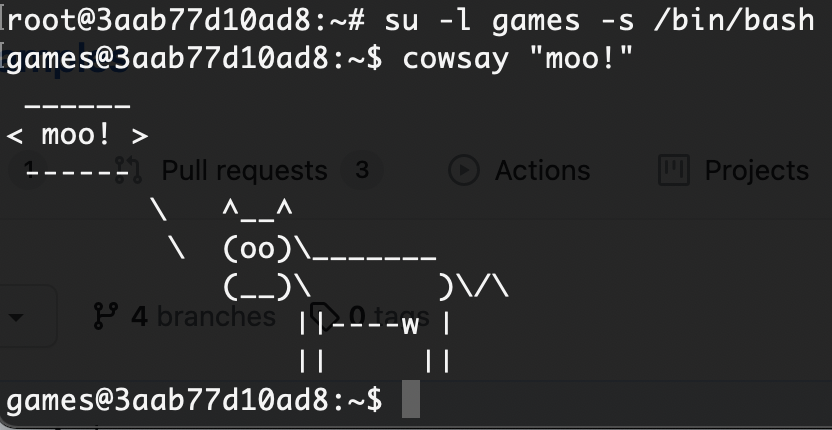 root@3aab77d10ad8:~# su -l games -s /bin/bash
games@3aab77d10ad8:~$ cowsay "moo!"
 ______
< moo! >
 ------
        \   ^__^
         \  (oo)\_______
            (__)\       )\/\
                ||----w |
                ||     ||
games@3aab77d10ad8:~$
1 Pull requests 3 Actions Projects
4 branches 0 tags